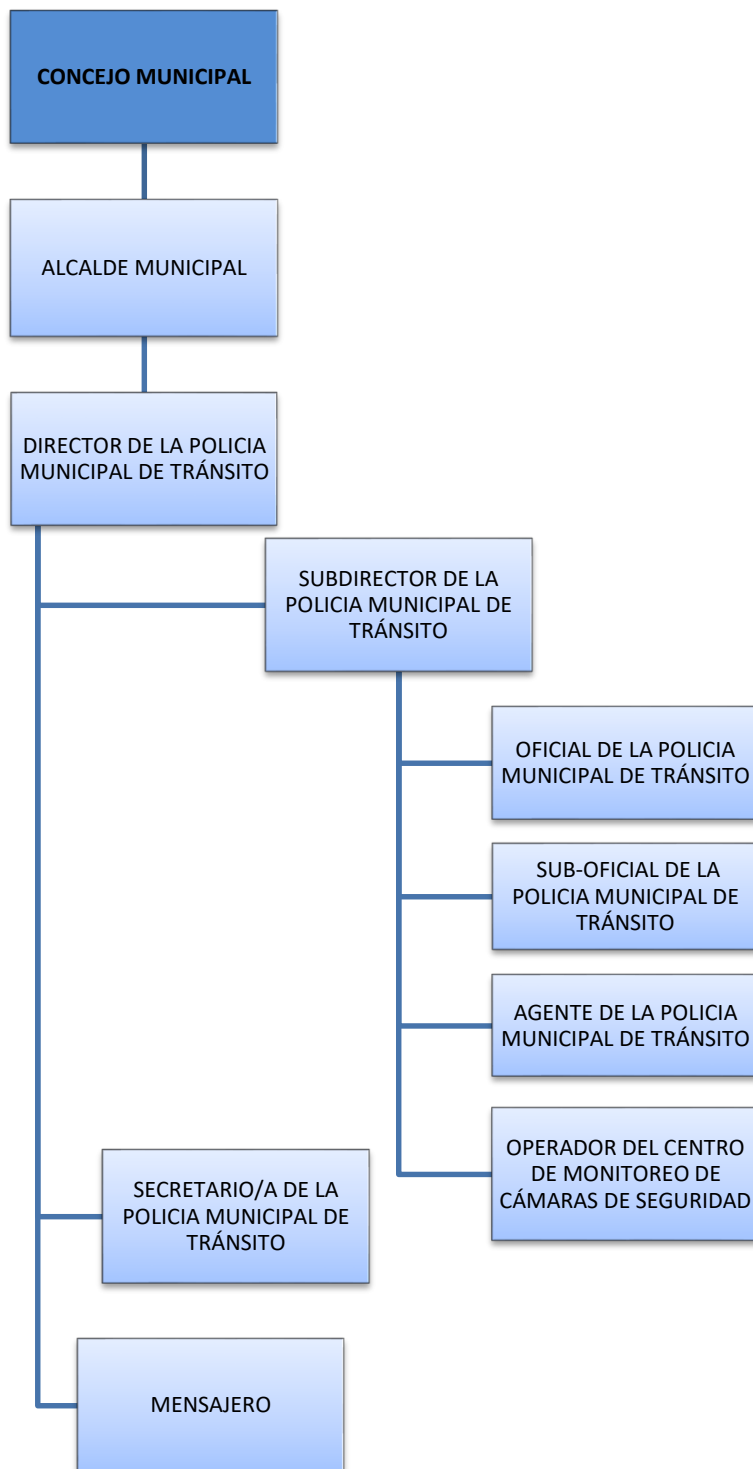 CONCEJO MUNICIPAL
ALCALDE MUNICIPAL
DIRECTOR DE LA POLICIA
MUNICIPAL DE TRÁNSITO
SUBDIRECTOR DE LA
POLICIA MUNICIPAL DE
TRÁNSITO
OFICIAL DE LA POLICIA
MUNICIPAL DE TRÁNSITO
SUB-OFICIAL DE LA
POLICIA MUNICIPAL DE
TRÁNSITO
AGENTE DE LA POLICIA
MUNICIPAL DE TRÁNSITO
OPERADOR DEL CENTRO
DE MONITOREO DE
CÁMARAS DE SEGURIDAD
SECRETARIO/A DE LA
POLICIA MUNICIPAL DE
TRÁNSITO
MENSAJERO